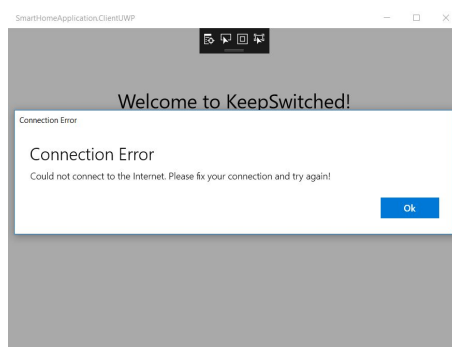 SmartHomeApplication.ClientUWP
Welcome to KeepSwitched!
Connection Error
Connection Error
Could not connect to the Internet. Please fix your connection and try again!
Ok